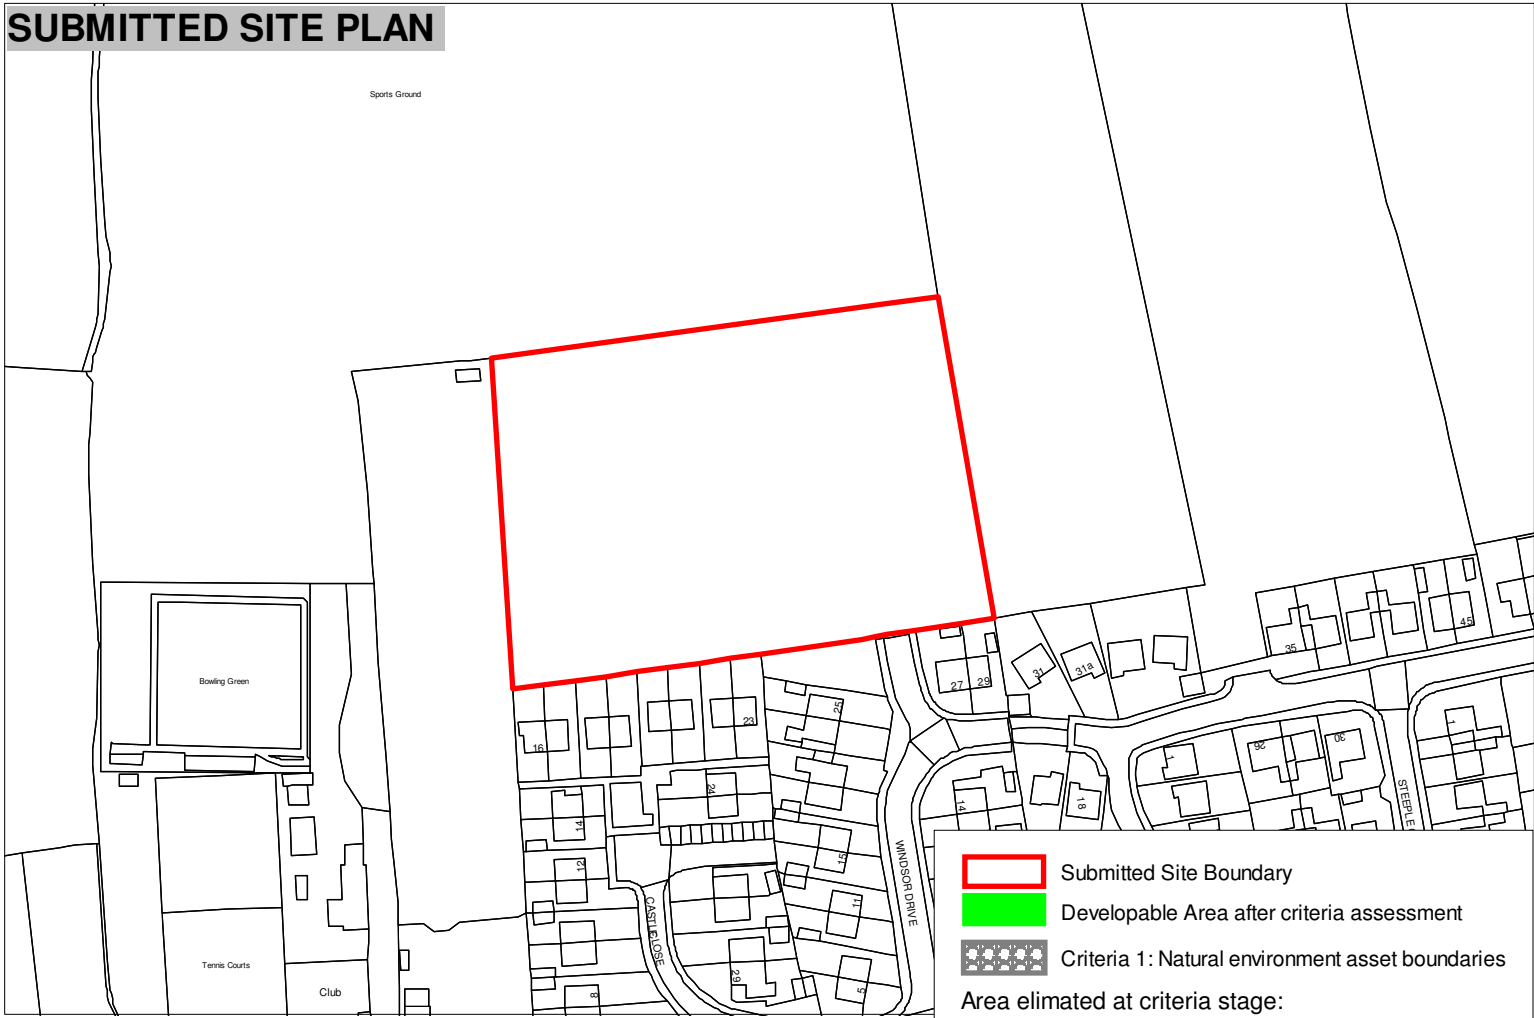 SUBMITTED SITE PLAN
Sports Ground
Bowling Green
Tennis Courts
Club
16
23
24
14
12
8
29
CASTLE CLOSE
25
15
11
5
WINDSOR DRIVE
27
29
31
31a
14
18
1
26
30
35
45
1
STEEPLE
Submitted Site Boundary
Developable Area after criteria assessment
Criteria 1: Natural environment asset boundaries
Area elimated at criteria stage: